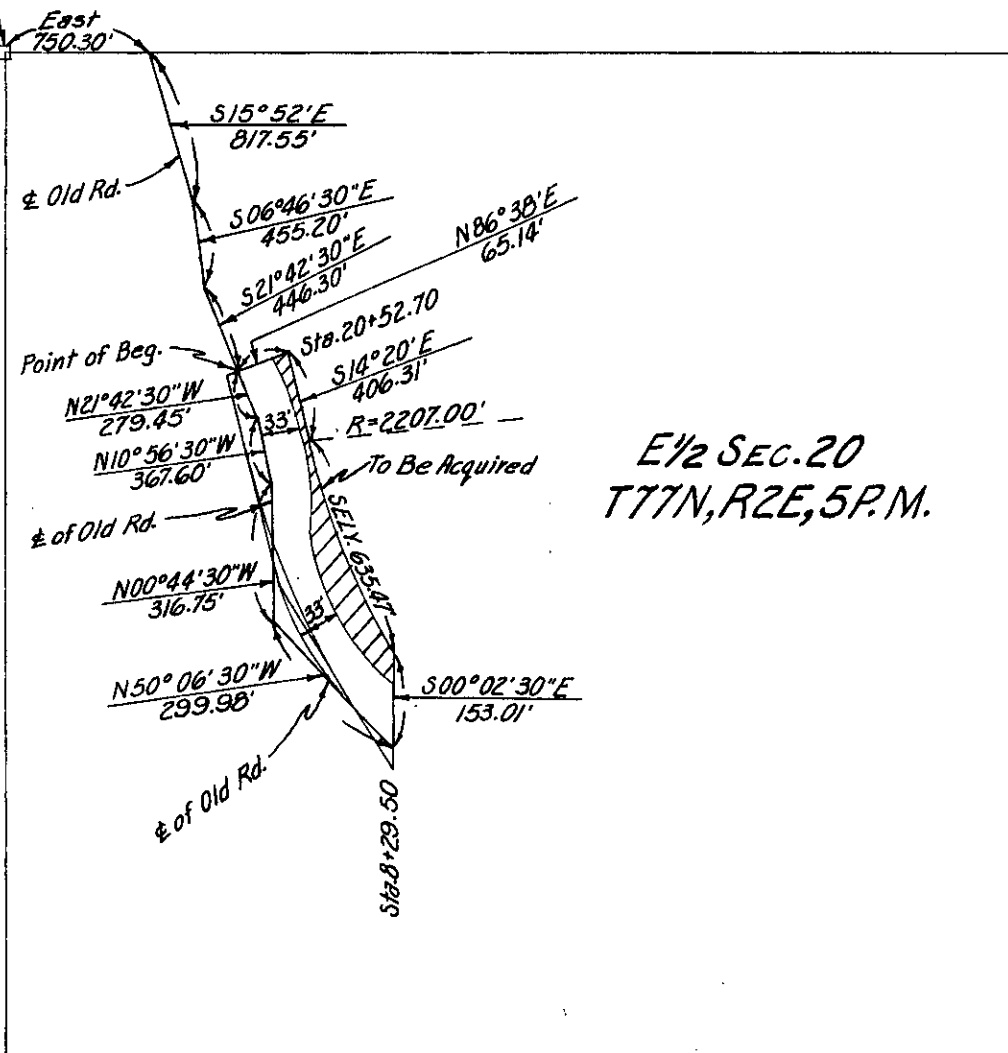 East
750.30'
S15°52'E
817.55'
℄ Old Rd.
S06°46'30"E
455.20'
N86°38'E
65.14'
S21°42'30"E
446.30'
Sta.20+52.70
Point of Beg.
S14°20'E
406.31'
N21°42'30"W
279.45'
33'
R=2207.00'
N10°56'30"W
367.60'
To Be Acquired
E1/2 SEC.20
T77N,R2E,5P.M.
℄ of Old Rd.
SELY. 635.47
N00°44'30"W
316.75'
33'
N50°06'30"W
299.98'
S00°02'30"E
153.01'
℄ of Old Rd.
Sta.8+29.50